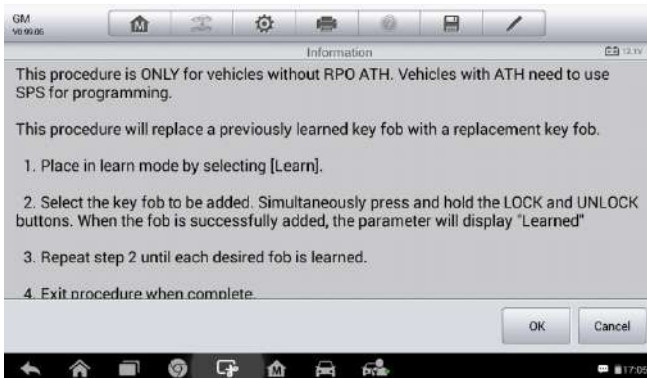 GM
V0.99.06
Information
12.1V
This procedure is ONLY for vehicles without RPO ATH. Vehicles with ATH need to use
SPS for programming.
This procedure will replace a previously learned key fob with a replacement key fob.
1. Place in learn mode by selecting [Learn].
2. Select the key fob to be added. Simultaneously press and hold the LOCK and UNLOCK
buttons. When the fob is successfully added, the parameter will display "Learned"
3. Repeat step 2 until each desired fob is learned.
4. Exit procedure when complete.
OK
Cancel
17:05